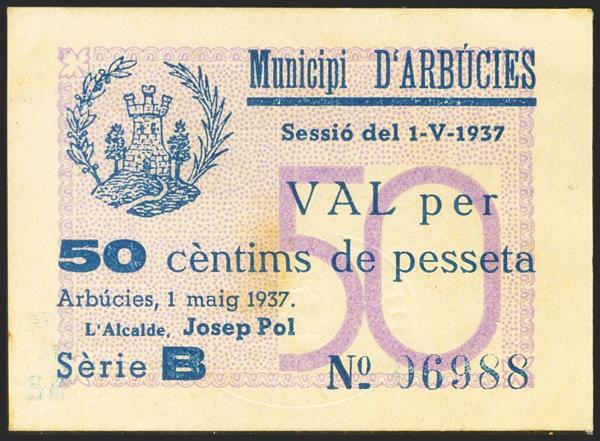 Municipi D'ARBÚCIES
Sessió del 1-V-1937
50
VAL per
50 cèntims de pesseta
Arbúcies, 1 maig 1937.
L'Alcalde, Josep Pol
Sèrie B Nº 06988